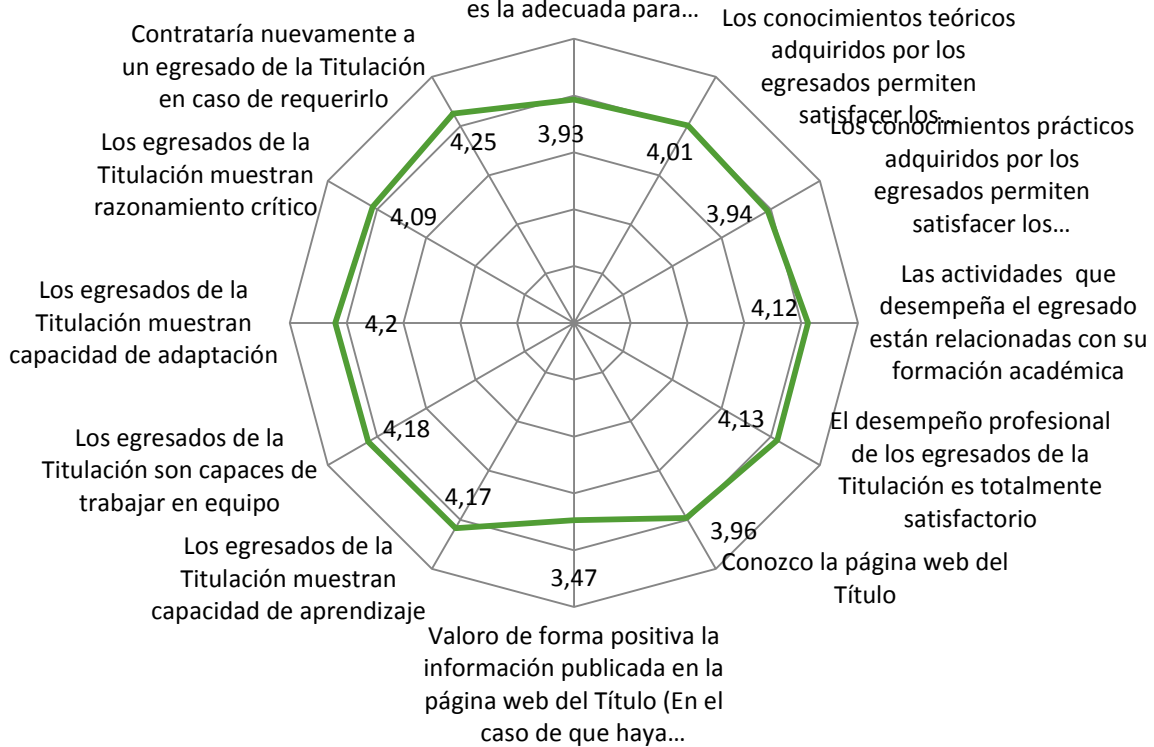 es la adecuada para...
Los conocimientos teóricos
adquiridos por los
egresados permiten
satisfacer los...
Los conocimientos prácticos
adquiridos por los
egresados permiten
satisfacer los...
Las actividades  que
desempeña el egresado
están relacionadas con su
formación académica
El desempeño profesional
de los egresados de la
Titulación es totalmente
satisfactorio
Conozco la página web del
Título
Valoro de forma positiva la
información publicada en la
página web del Título (En el
caso de que haya...
Los egresados de la
Titulación muestran
capacidad de aprendizaje
Los egresados de la
Titulación son capaces de
trabajar en equipo
Los egresados de la
Titulación muestran
capacidad de adaptación
Los egresados de la
Titulación muestran
razonamiento crítico
Contrataría nuevamente a
un egresado de la Titulación
en caso de requerirlo
3,93
4,01
3,94
4,12
4,13
3,96
3,47
4,17
4,18
4,2
4,09
4,25